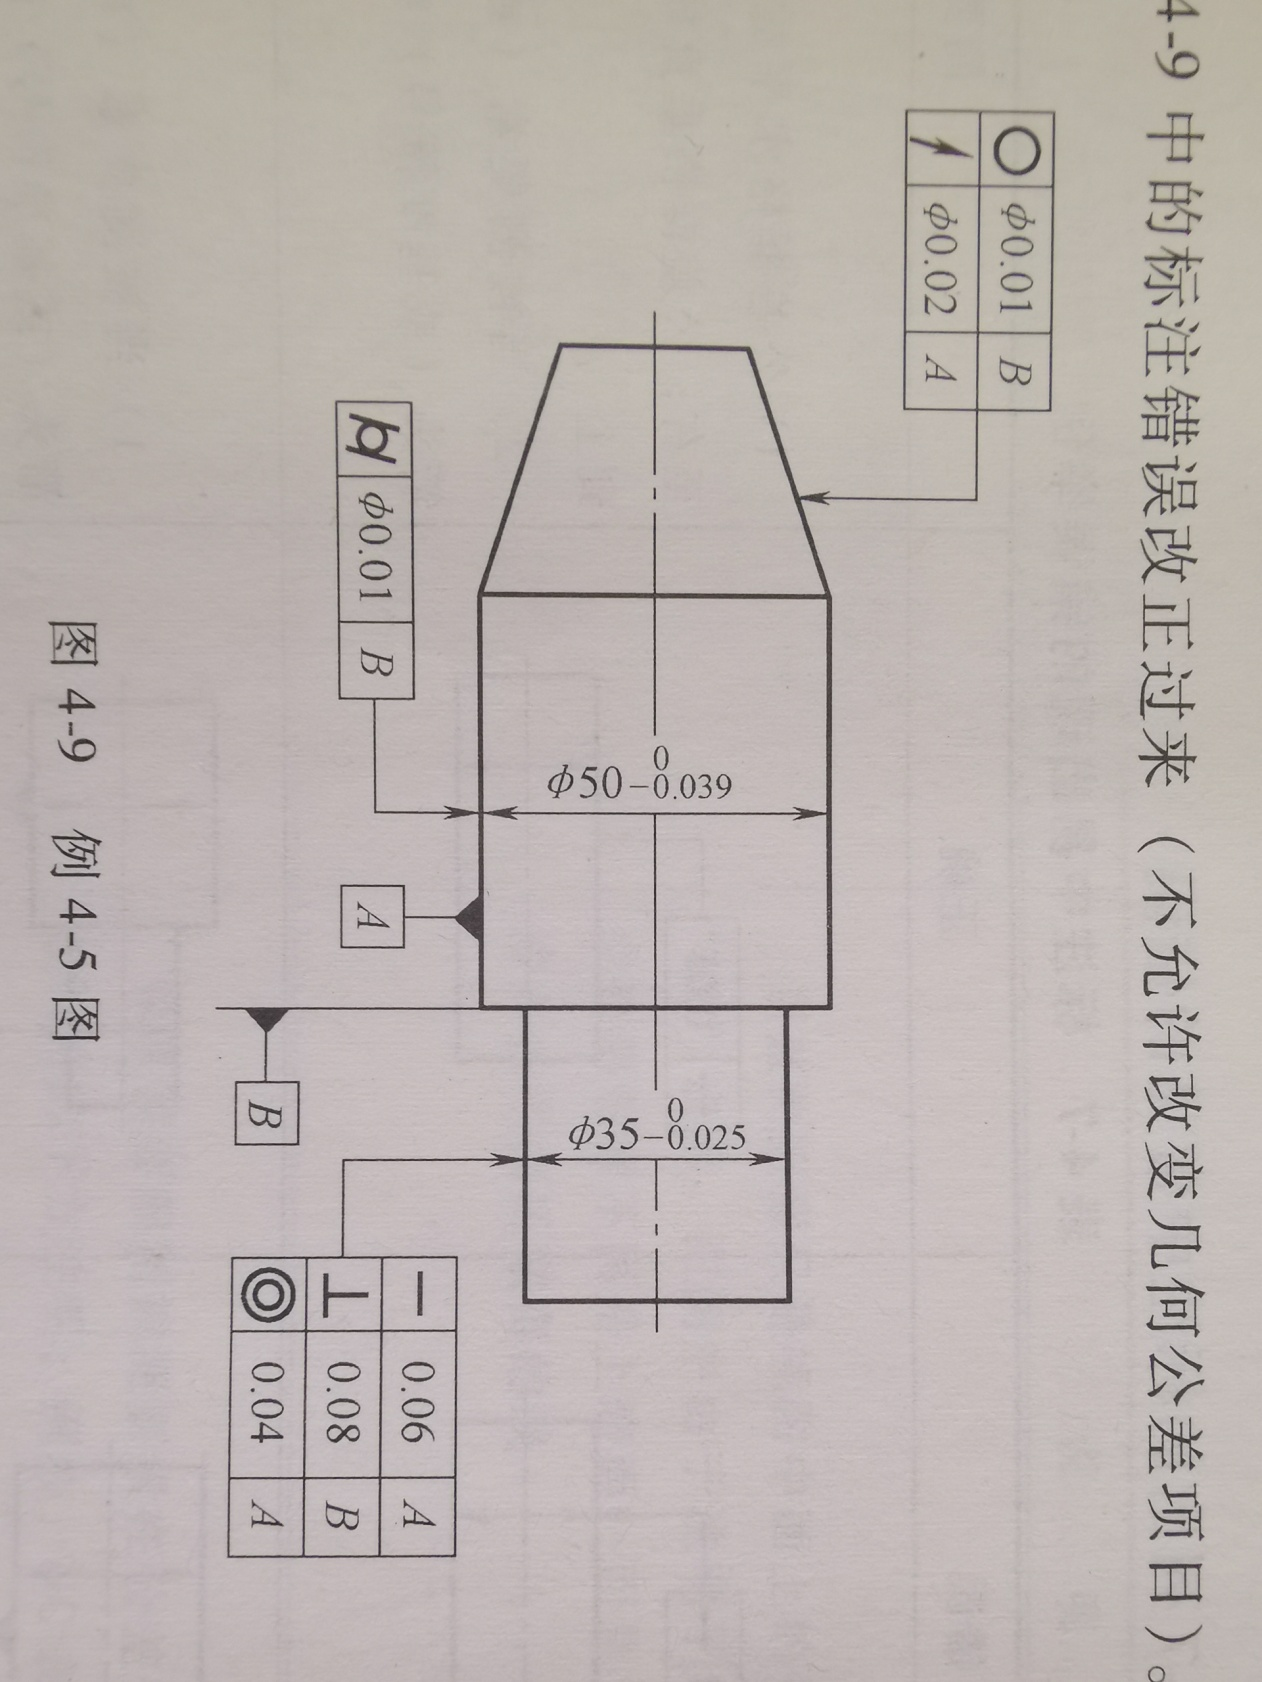 4-9 中的标注错误改正过来（不允许改变几何公差项目）。
○ ϕ0.01 B
↗ ϕ0.02 A
ϕ50 0 -0.039
ϕ35 0 -0.025
⌭ ϕ0.01 B
A
B
— 0.06 A
⊥ 0.08 B
◎ 0.04 A
图 4-9 例 4-5 图